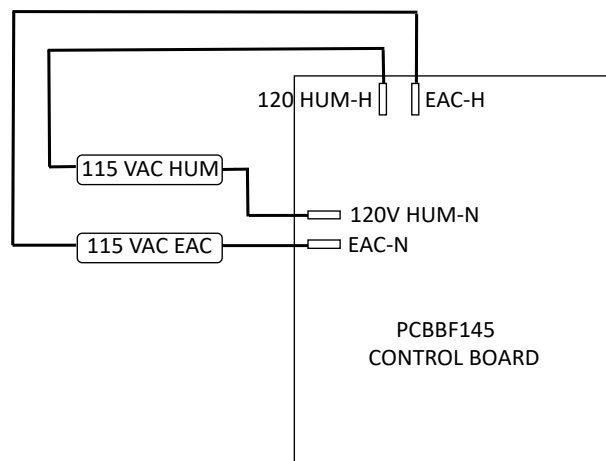 120 HUM-H
EAC-H
115 VAC HUM
120V HUM-N
115 VAC EAC
EAC-N
PCBBF145
CONTROL BOARD